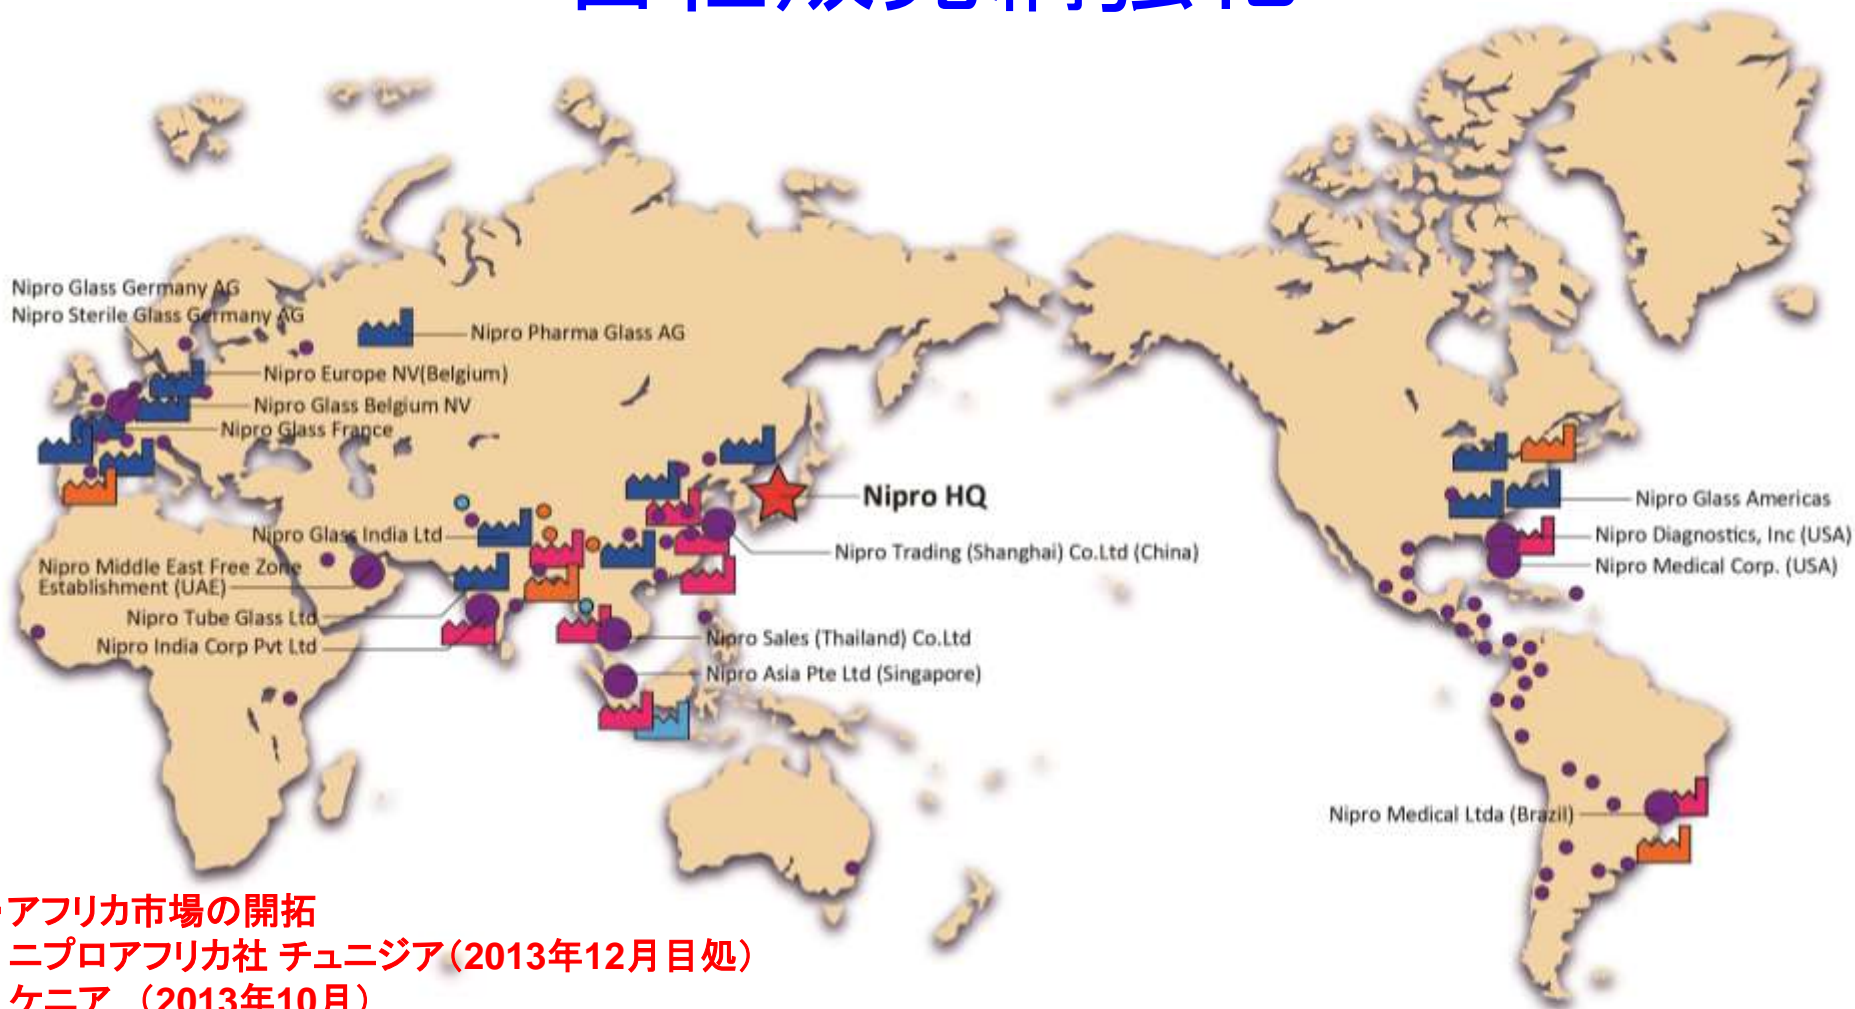 Nipro Glass Germany AG
Nipro Sterile Glass Germany AG
Nipro Pharma Glass AG
Nipro Europe NV(Belgium)
Nipro Glass Belgium NV
Nipro Glass France
Nipro HQ
Nipro Glass Americas
Nipro Glass India Ltd
Nipro Diagnostics, Inc (USA)
Nipro Trading (Shanghai) Co.Ltd (China)
Nipro Medical Corp. (USA)
Nipro Middle East Free Zone
Establishment (UAE)
Nipro Tube Glass Ltd
Nipro Sales (Thailand) Co.Ltd
Nipro India Corp Pvt Ltd
Nipro Asia Pte Ltd (Singapore)
Nipro Medical Ltda (Brazil)
・アフリカ市場の開拓
ニプロアフリカ社 チュニジア(2013年12月目処)
ケニア (2013年10月)